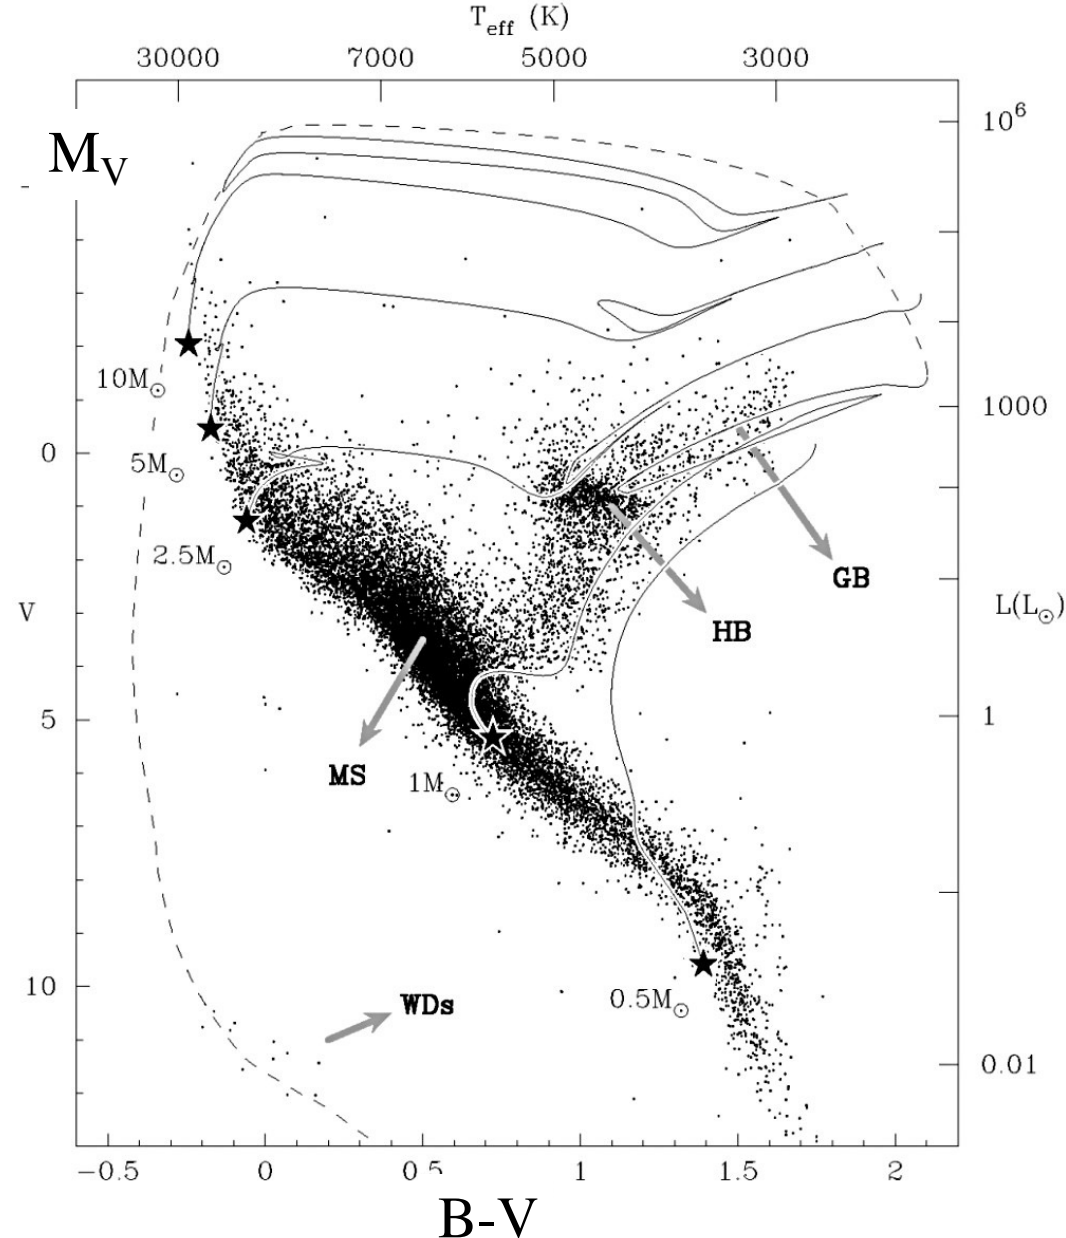 T_eff (K)
30000 7000 5000 3000
M_V
10^6
10M⊙
1000
0
5M⊙
2.5M⊙
GB
V
L(L⊙)
HB
5
1
MS
1M⊙
10
0.5M⊙
WDs
0.01
−0.5 0 0 5 1 1.5 2
B-V